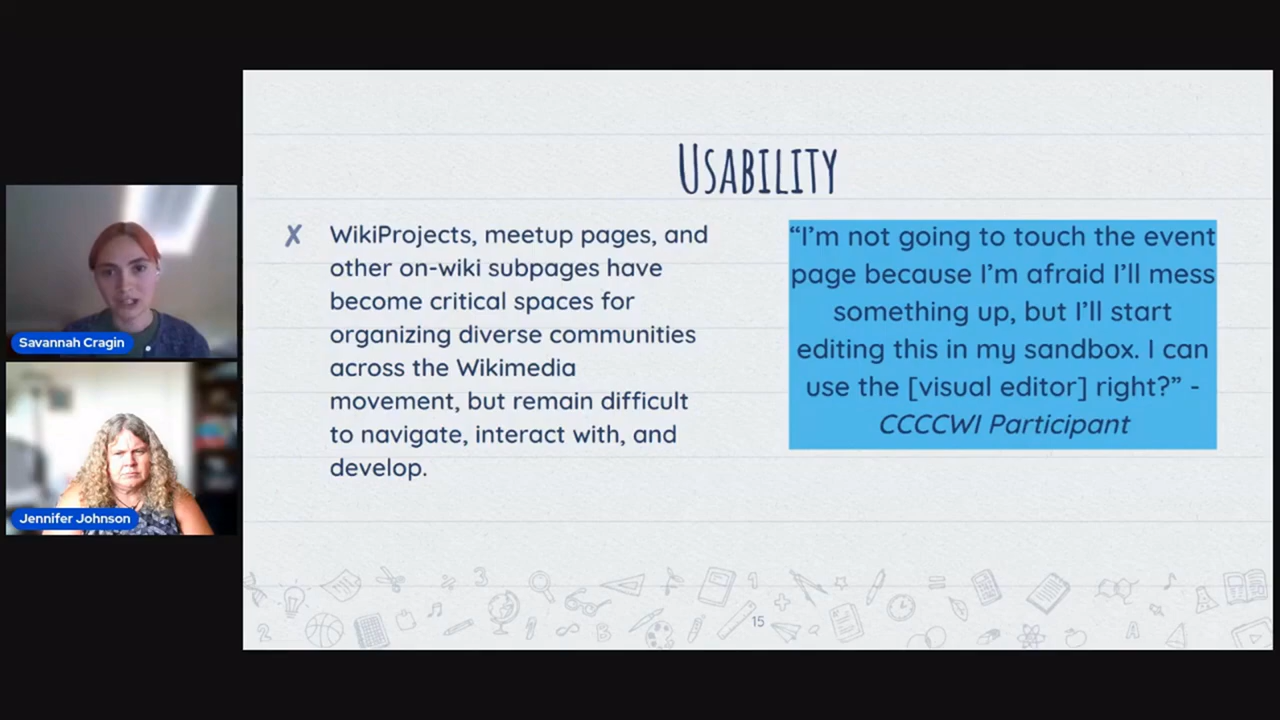 Usability
✗ WikiProjects, meetup pages, and
other on-wiki subpages have
become critical spaces for
organizing diverse communities
across the Wikimedia
movement, but remain difficult
to navigate, interact with, and
develop.
“I’m not going to touch the event
page because I’m afraid I’ll mess
something up, but I’ll start
editing this in my sandbox. I can
use the [visual editor] right?” -
CCCCWI Participant
Savannah Cragin
Jennifer Johnson
15